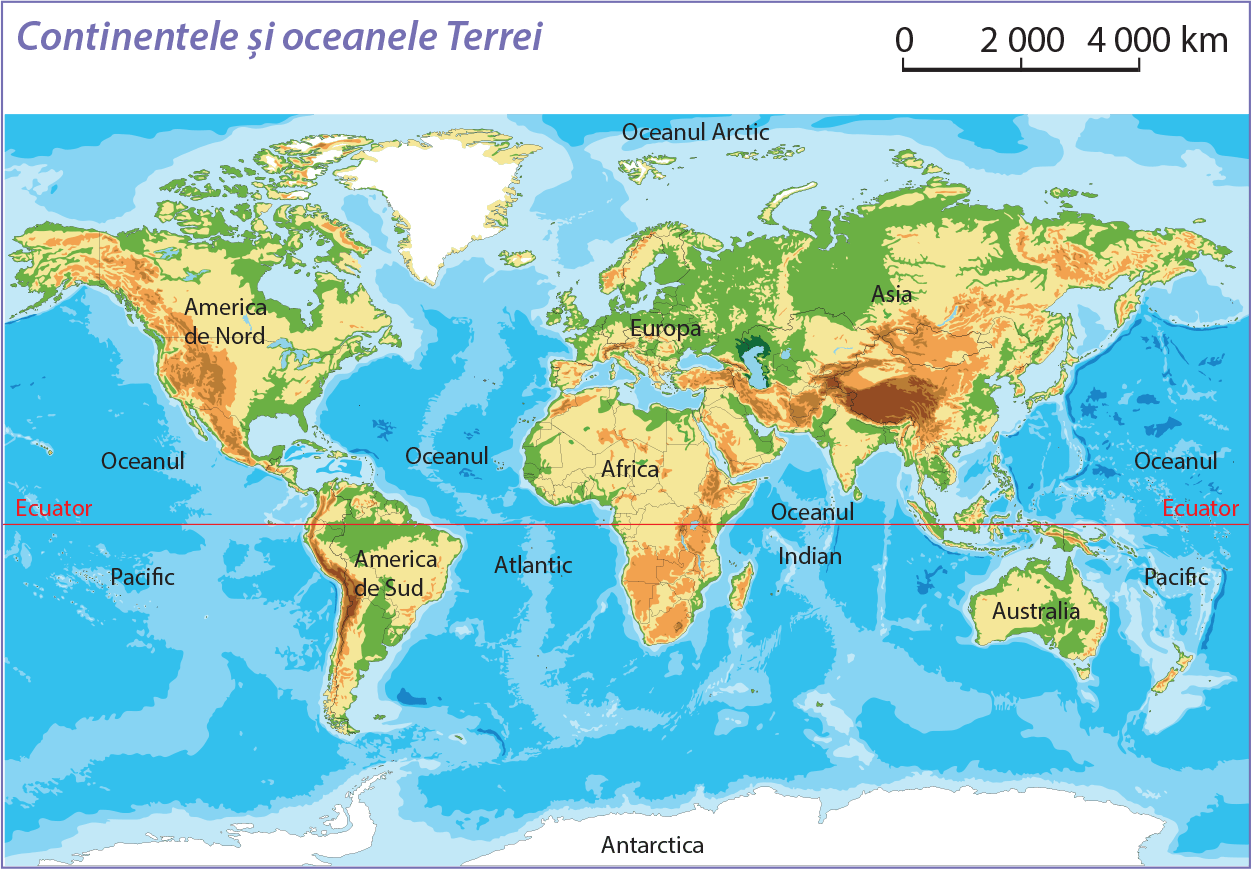 Continentele și oceanele Terrei
0 2 000 4 000 km
Oceanul Arctic
America
de Nord
Asia
Europa
Oceanul
Oceanul
Africa
Oceanul
Ecuator
Oceanul
Ecuator
Indian
America
de Sud
Atlantic
Pacific
Pacific
Australia
Antarctica